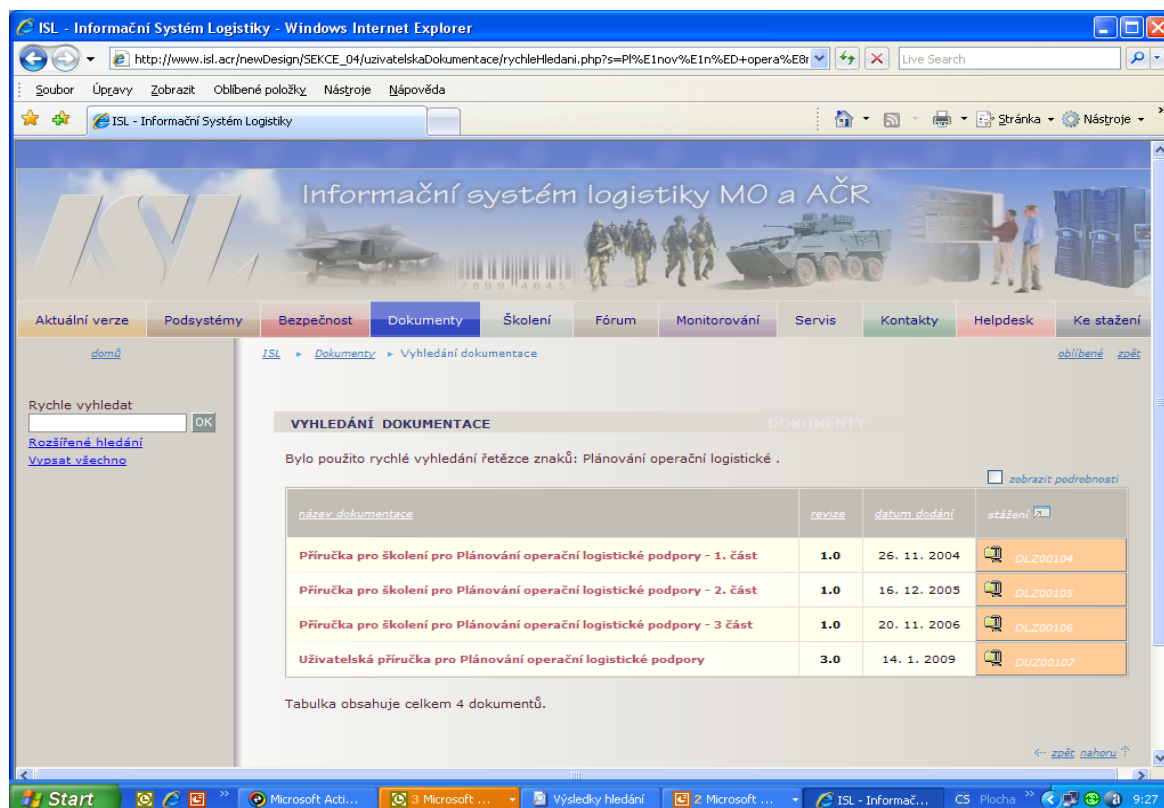 ISL - Informační Systém Logistiky - Windows Internet Explorer
http://www.isl.acr/newDesign/SEKCE_04/uzivatelskaDokumentace/rychleHledani.php?s=Pl%E1nov%E1n%ED+opera%E8r
Live Search
Soubor Úpravy Zobrazit Oblíbené položky Nástroje Nápověda
ISL - Informační Systém Logistiky
Stránka Nástroje
ISL
Informační systém logistiky MO a AČR
7899 4645
Aktuální verze Podsystémy Bezpečnost Dokumenty Školení Fórum Monitorování Servis Kontakty Helpdesk Ke stažení
domů
ISL ► Dokumenty ► Vyhledání dokumentace
oblíbené zpět
Rychle vyhledat
OK
Rozšířené hledání
Vypsat všechno
VYHLEDÁNÍ DOKUMENTACE
DOKUMENTY
Bylo použito rychlé vyhledání řetězce znaků: Plánování operační logistické .
zobrazit podrobnosti
název dokumentace revize datum dodání stážení
Příručka pro školení pro Plánování operační logistické podpory - 1. část 1.0 26. 11. 2004 DLZ00104
Příručka pro školení pro Plánování operační logistické podpory - 2. část 1.0 16. 12. 2005 DLZ00105
Příručka pro školení pro Plánování operační logistické podpory - 3 část 1.0 20. 11. 2006 DLZ00106
Uživatelská příručka pro Plánování operační logistické podpory 3.0 14. 1. 2009 DUZ00107
Tabulka obsahuje celkem 4 dokumentů.
← zpět nahoru ↑
Start » Microsoft Acti... 3 Microsoft ... Výsledky hledání 2 Microsoft ... ISL - Informač... CS Plocha » 9:27